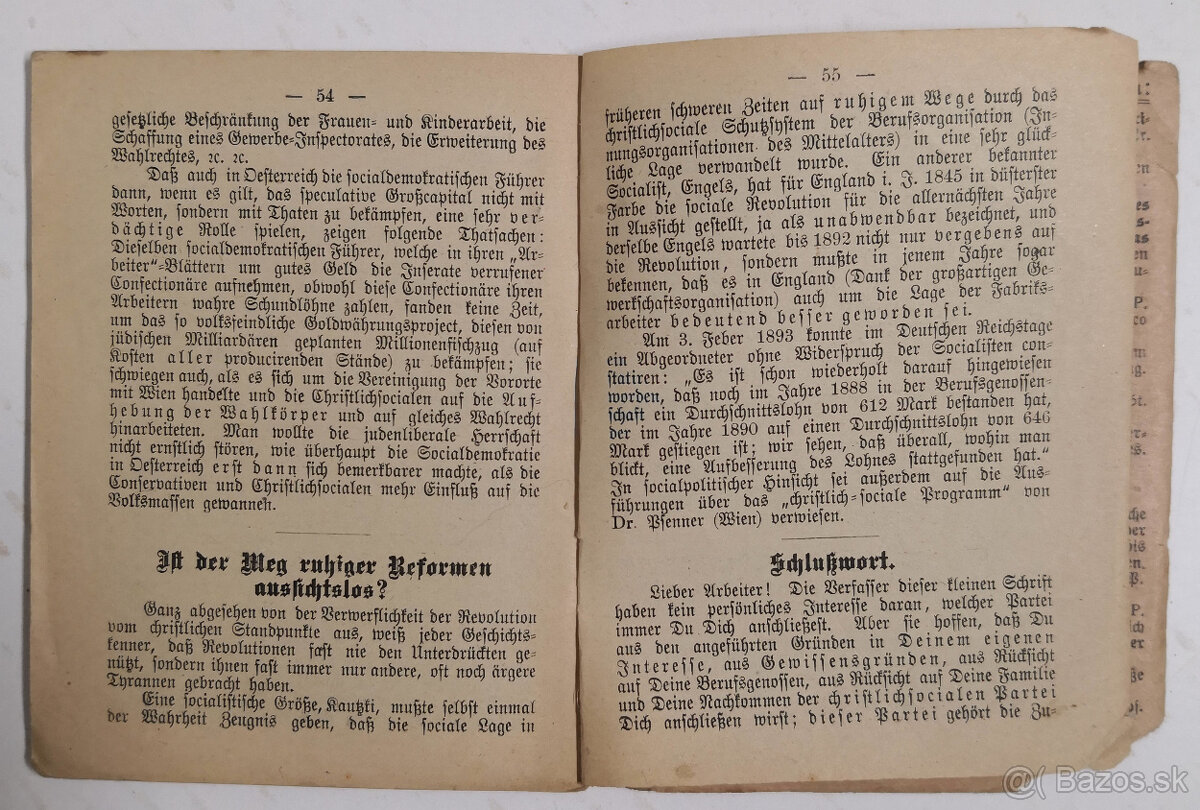 — 54 —
gesetzliche Beschränkung der Frauen- und Kinderarbeit, die
Schaffung eines Gewerbe-Inspectorates, die Erweiterung des
Wahlrechtes, ꝛc. ꝛc.
Daß auch in Oesterreich die socialdemokratischen Führer
dann, wenn es gilt, das speculative Großcapital nicht mit
Worten, sondern mit Thaten zu bekämpfen, eine sehr ver-
dächtige Rolle spielen, zeigen folgende Thatsachen:
Dieselben socialdemokratischen Führer, welche in ihren „Ar-
beiter"-Blättern um gutes Geld die Inserate verrufener
Confectionäre aufnehmen, obwohl diese Confectionäre ihren
Arbeitern wahre Schundlöhne zahlen, fanden keine Zeit,
um das so volksfeindliche Goldwährungsproject, diesen von
jüdischen Milliardären geplanten Millionenfischzug (auf
Kosten aller producirenden Stände) zu bekämpfen; sie
schwiegen auch, als es sich um die Vereinigung der Vororte
mit Wien handelte und die Christlichsocialen auf die Auf-
hebung der Wahlkörper und auf gleiches Wahlrecht
hinarbeiteten. Man wollte die judenliberale Herrschaft
nicht ernstlich stören, wie überhaupt die Socialdemokratie
in Oesterreich erst dann sich bemerkbarer machte, als die
Conservativen und Christlichsocialen mehr Einfluß auf die
Volksmassen gewannen.
Ist der Weg ruhiger Reformen
aussichtslos?
Ganz abgesehen von der Verwerflichkeit der Revolution
vom christlichen Standpunkte aus, weiß jeder Geschichts-
kenner, daß Revolutionen fast nie den Unterdrückten ge-
nützt, sondern ihnen fast immer nur andere, oft noch ärgere
Tyrannen gebracht haben.
Eine socialistische Größe, Kautzki, mußte selbst einmal
der Wahrheit Zeugnis geben, daß die sociale Lage in
— 55 —
früheren schweren Zeiten auf ruhigem Wege durch das
christlichsociale Schutzsystem der Berufsorganisation (In-
nungsorganisationen des Mittelalters) in eine sehr glück-
liche Lage verwandelt wurde. Ein anderer bekannter
Socialist, Engels, hat für England i. J. 1845 in düsterster
Farbe die sociale Revolution für die allernächsten Jahre
in Aussicht gestellt, ja als unabwendbar bezeichnet, und
derselbe Engels wartete bis 1892 nicht nur vergebens auf
die Revolution, sondern mußte in jenem Jahre sogar
bekennen, daß es in England (Dank der großartigen Ge-
werkschaftsorganisation) auch um die Lage der Fabriks-
arbeiter bedeutend besser geworden sei.
Am 3. Feber 1893 konnte im Deutschen Reichstage
ein Abgeordneter ohne Widerspruch der Socialisten con-
statiren: „Es ist schon wiederholt darauf hingewiesen
worden, daß noch im Jahre 1888 in der Berufsgenossen-
schaft ein Durchschnittslohn von 612 Mark bestanden hat,
der im Jahre 1890 auf einen Durchschnittslohn von 646
Mark gestiegen ist; wir sehen, daß überall, wohin man
blickt, eine Aufbesserung des Lohnes stattgefunden hat."
In socialpolitischer Hinsicht sei außerdem auf die Aus-
führungen über das „christlich-sociale Programm" von
Dr. Psenner (Wien) verwiesen.
Schlußwort.
Lieber Arbeiter! Die Verfasser dieser kleinen Schrift
haben kein persönliches Interesse daran, welcher Partei
immer Du Dich anschließest. Aber sie hoffen, daß Du
aus den angeführten Gründen in Deinem eigenen
Interesse, aus Gewissensgründen, aus Rücksicht
auf Deine Berufsgenossen, aus Rücksicht auf Deine Familie
und Deine Nachkommen der christlichsocialen Partei
Dich anschließen wirst; dieser Partei gehört die Zu-
@( Bazos.sk